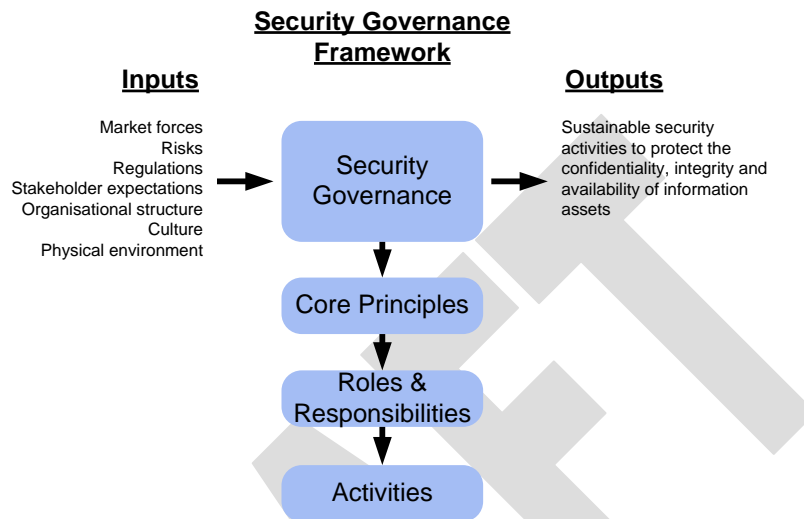 Security Governance
Framework
Inputs
Outputs
Market forces
Risks
Regulations
Stakeholder expectations
Organisational structure
Culture
Physical environment
Security
Governance
Sustainable security
activities to protect the
confidentiality, integrity and
availability of information
assets
Core Principles
Roles &
Responsibilities
Activities